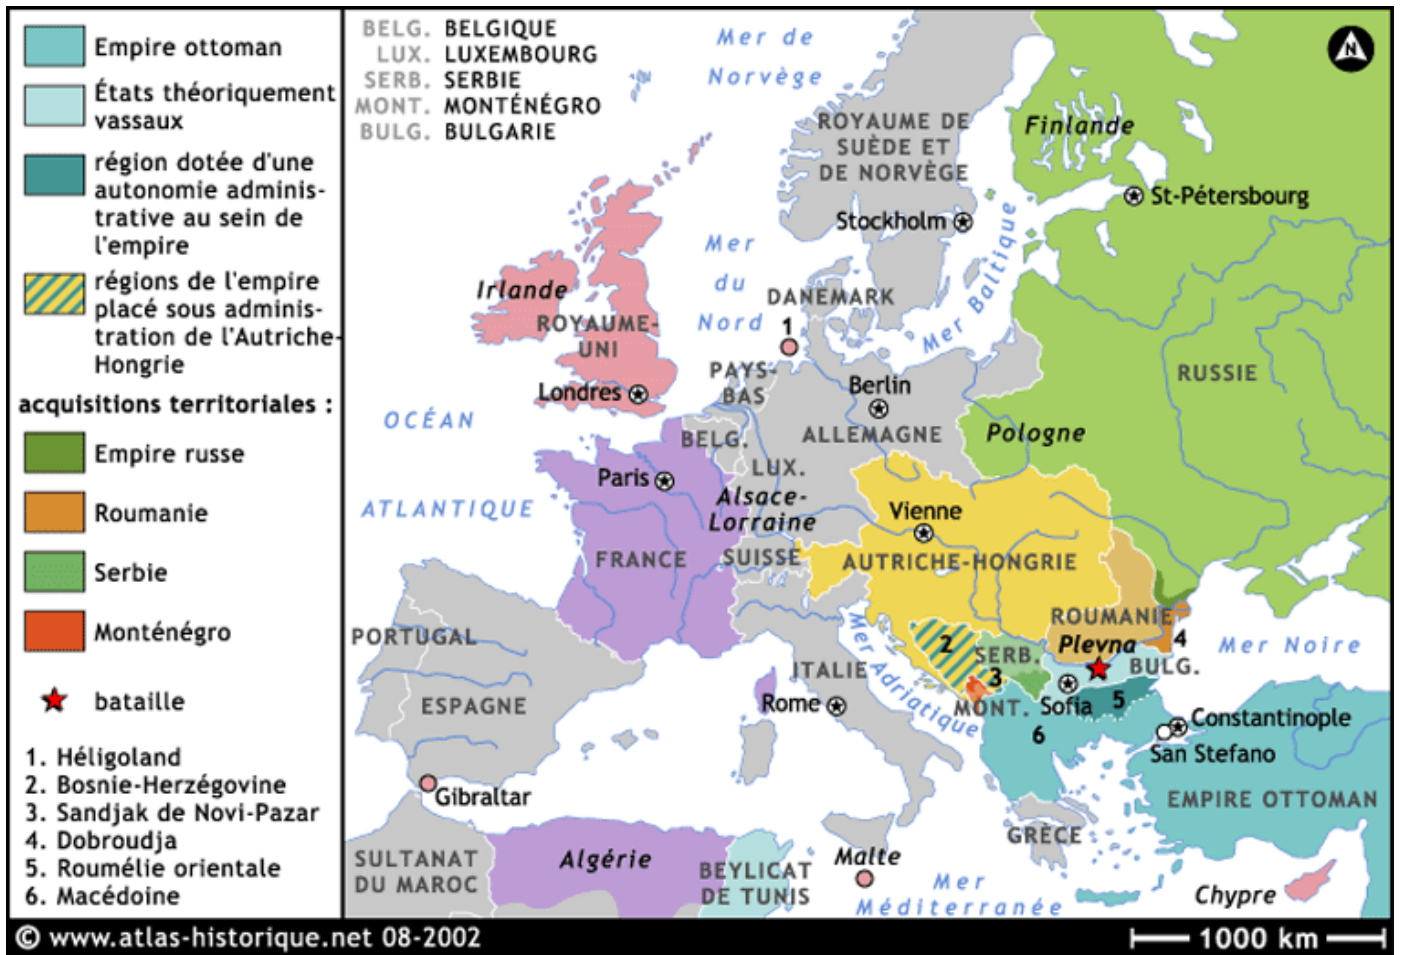 Empire ottoman
États théoriquement
vassaux
région dotée d'une
autonomie adminis-
trative au sein de
l'empire
régions de l'empire
placé sous adminis-
tration de l'Autriche-
Hongrie
acquisitions territoriales :
Empire russe
Roumanie
Serbie
Monténégro
bataille
1. Héligoland
2. Bosnie-Herzégovine
3. Sandjak de Novi-Pazar
4. Dobroudja
5. Roumélie orientale
6. Macédoine
BELG. BELGIQUE
LUX. LUXEMBOURG
SERB. SERBIE
MONT. MONTÉNÉGRO
BULG. BULGARIE
Mer de
Norvège
N
ROYAUME DE
SUÈDE ET
DE NORVÈGE
Finlande
St-Pétersbourg
Stockholm
Mer
du
Nord
Mer Baltique
Irlande
DANEMARK
1
ROYAUME-
UNI
RUSSIE
PAYS-
BAS
Londres
Berlin
OCÉAN
ATLANTIQUE
BELG.
ALLEMAGNE
Pologne
LUX.
Paris
Alsace-
Lorraine
Vienne
FRANCE
SUISSE
AUTRICHE-HONGRIE
ROUMANIE
4
PORTUGAL
Mer Adriatique
2
SERB.
Plevna
Mer Noire
BULG.
ITALIE
3
ESPAGNE
Rome
MONT.
Sofia
5
6
Constantinople
San Stefano
Gibraltar
EMPIRE OTTOMAN
GRÈCE
SULTANAT
DU MAROC
Algérie
BEYLICAT
DE TUNIS
Malte
Mer
Méditerranée
Chypre
© www.atlas-historique.net 08-2002
1000 km